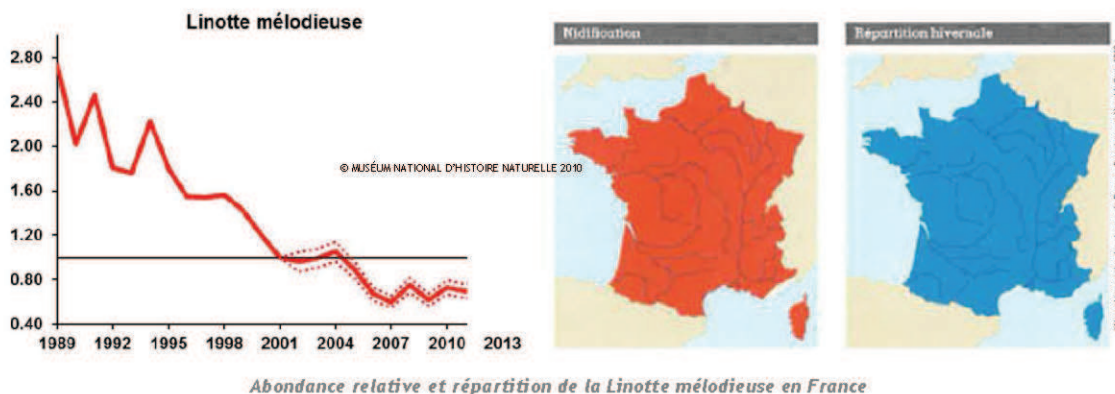 Linotte mélodieuse
2.80
2.40
2.00
1.60
1.20
0.80
0.40
1989 1992 1995 1998 2001 2004 2007 2010 2013
© MUSÉUM NATIONAL D'HISTOIRE NATURELLE 2010
Nidification
Répartition hivernale
Abondance relative et répartition de la Linotte mélodieuse en France